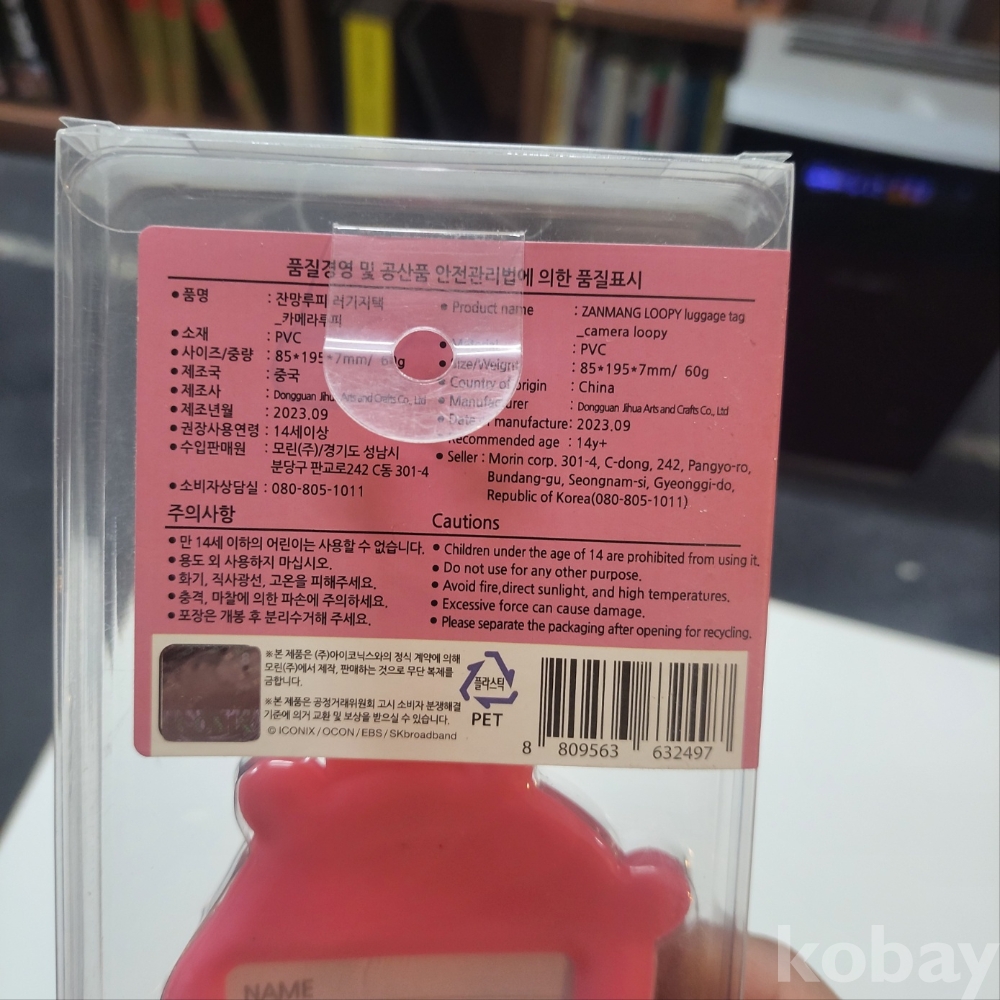 품질경영 및 공산품 안전관리법에 의한 품질표시
• 품명 : 잔망루피 러기지택
_카메라루피
• 소재 : PVC
• 사이즈/중량 : 85*195*7mm/ 60g
• 제조국 : 중국
• 제조사 : Dongguan Jihua Arts and Crafts Co., Ltd
• 제조년월 : 2023.09
• 권장사용연령 : 14세이상
• 수입판매원 : 모린(주)/경기도 성남시
분당구 판교로242 C동 301-4
• 소비자상담실 : 080-805-1011
• Product name : ZANMANG LOOPY luggage tag
_camera loopy
• Material : PVC
• Size/Weight : 85*195*7mm/ 60g
• Country of origin : China
• Manufacturer : Dongguan Jihua Arts and Crafts Co., Ltd
• Date of manufacture: 2023.09
• Recommended age : 14y+
• Seller : Morin corp. 301-4, C-dong, 242, Pangyo-ro,
Bundang-gu, Seongnam-si, Gyeonggi-do,
Republic of Korea(080-805-1011)
주의사항
• 만 14세 이하의 어린이는 사용할 수 없습니다.
• 용도 외 사용하지 마십시오.
• 화기, 직사광선, 고온을 피해주세요.
• 충격, 마찰에 의한 파손에 주의하세요.
• 포장은 개봉 후 분리수거해 주세요.
Cautions
• Children under the age of 14 are prohibited from using it.
• Do not use for any other purpose.
• Avoid fire,direct sunlight, and high temperatures.
• Excessive force can cause damage.
• Please separate the packaging after opening for recycling.
※본 제품은 (주)아이코닉스와의 정식 계약에 의해
모린(주)에서 제작, 판매하는 것으로 무단 복제를
금합니다.
※본 제품은 공정거래위원회 고시 소비자 분쟁해결
기준에 의거 교환 및 보상을 받으실 수 있습니다.
© ICONIX / OCON / EBS / SKbroadband
플라스틱
PET
8 809563 632497
NAME
kobay